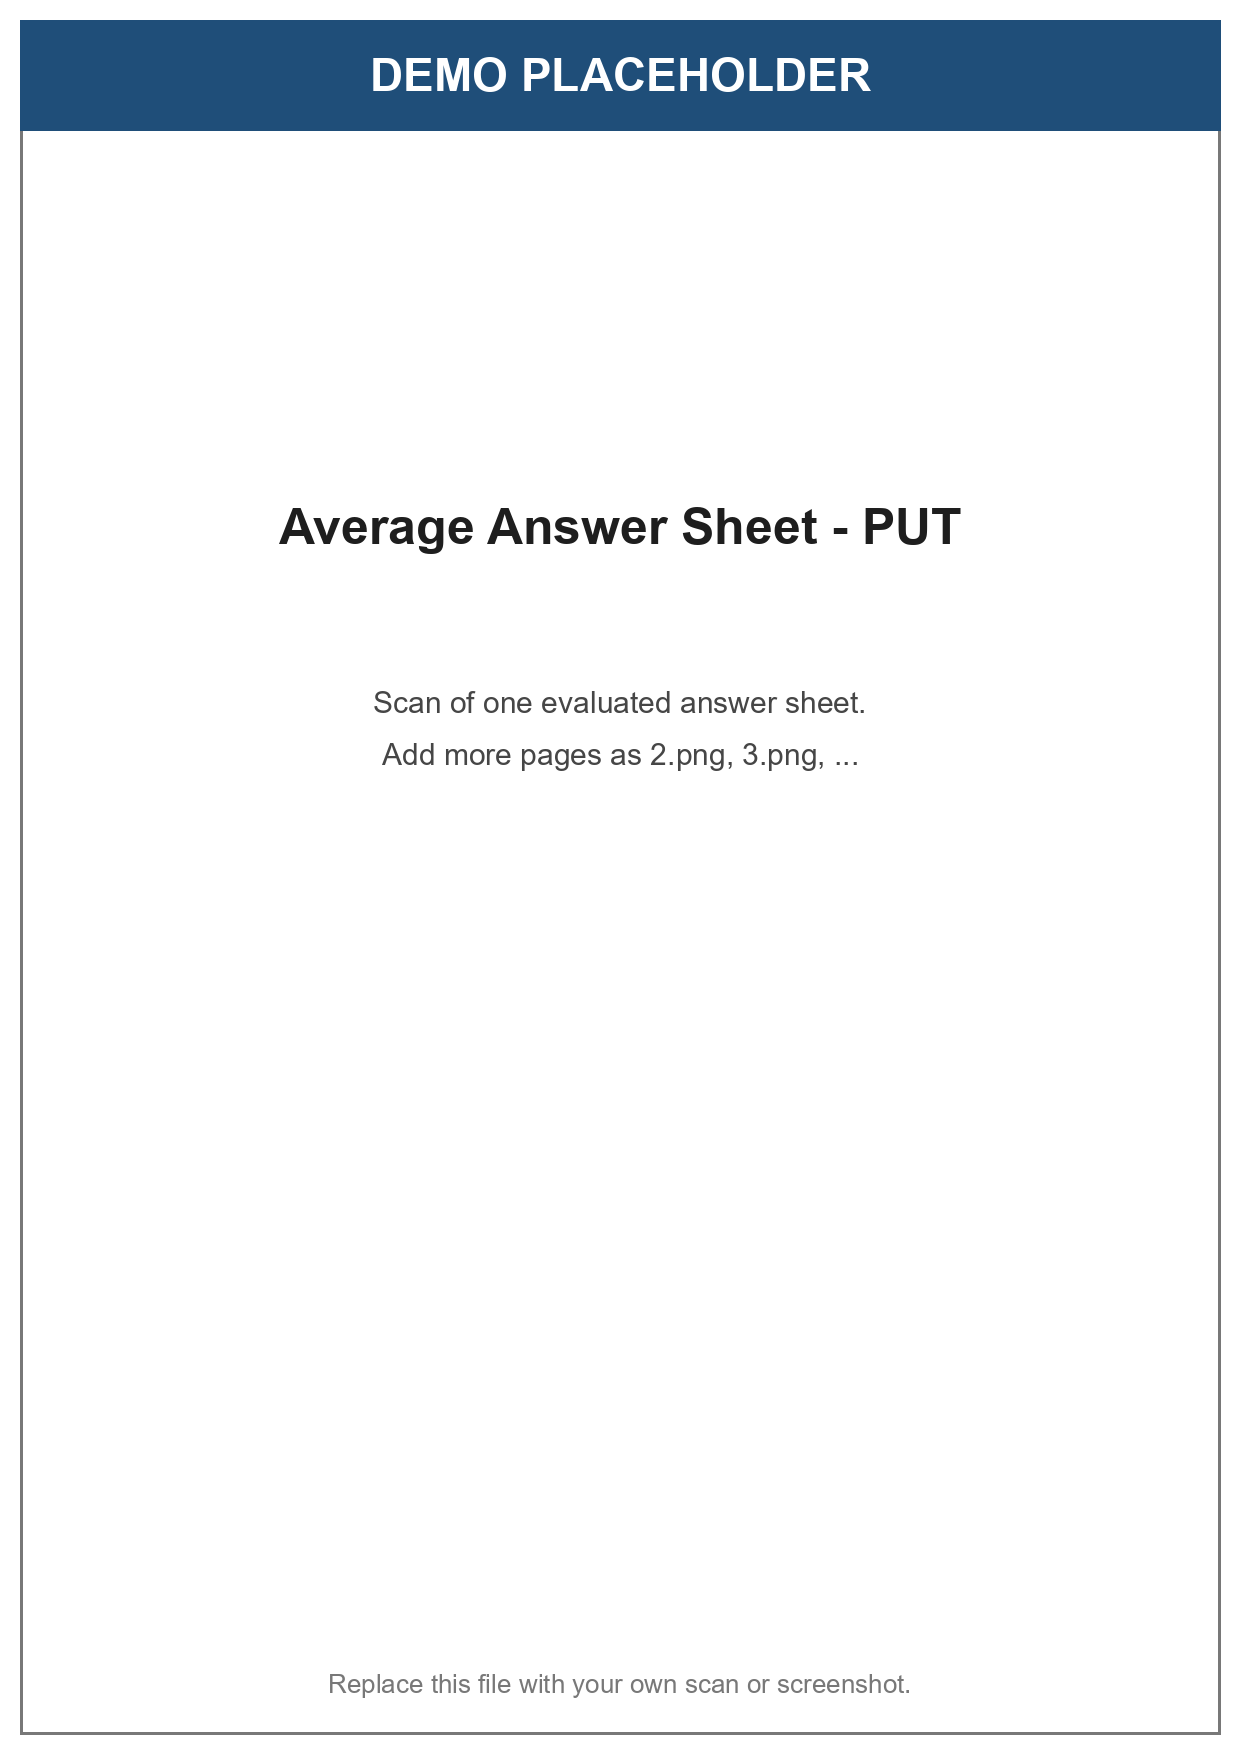 DEMO PLACEHOLDER
Average Answer Sheet - PUT
Scan of one evaluated answer sheet.
Add more pages as 2.png, 3.png, ...
Replace this file with your own scan or screenshot.